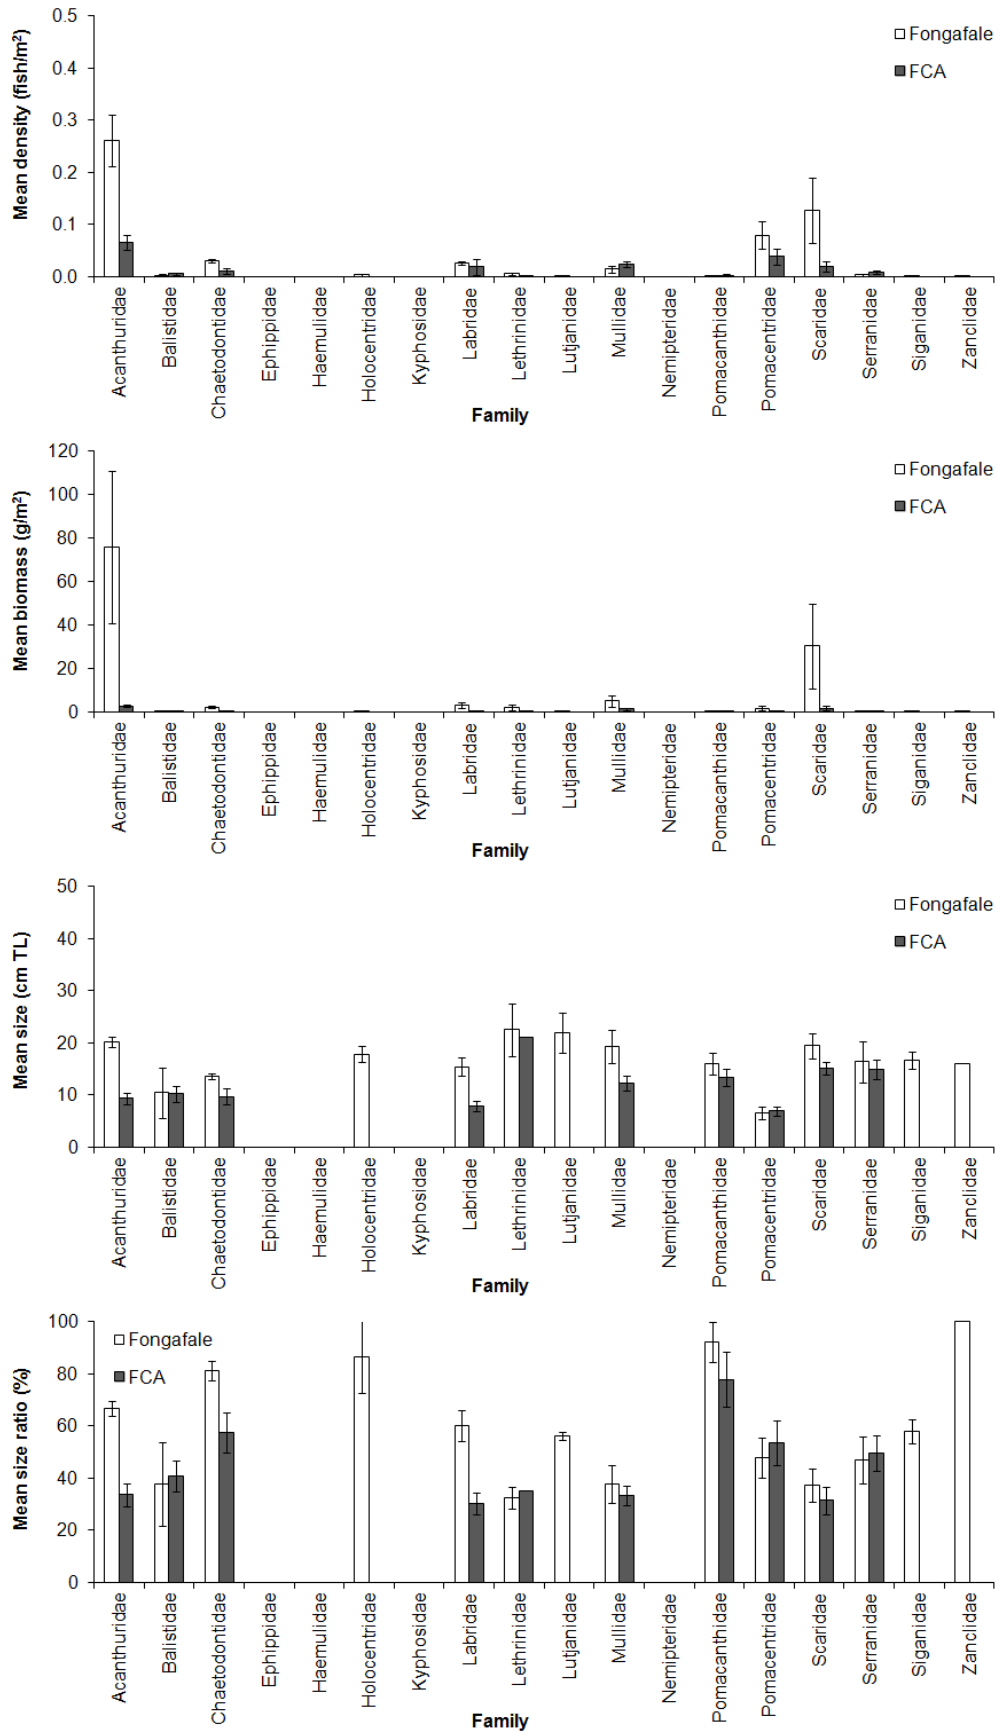 Mean density (fish/m²)
0.5
0.4
0.3
0.2
0.1
0.0
Fongafale
FCA
Acanthuridae
Balistidae
Chaetodontidae
Ephippidae
Haemulidae
Holocentridae
Kyphosidae
Labridae
Lethrinidae
Lutjanidae
Mullidae
Nemipteridae
Pomacanthidae
Pomacentridae
Scaridae
Serranidae
Siganidae
Zanclidae
Family
Mean biomass (g/m²)
120
100
80
60
40
20
0
Fongafale
FCA
Acanthuridae
Balistidae
Chaetodontidae
Ephippidae
Haemulidae
Holocentridae
Kyphosidae
Labridae
Lethrinidae
Lutjanidae
Mullidae
Nemipteridae
Pomacanthidae
Pomacentridae
Scaridae
Serranidae
Siganidae
Zanclidae
Family
Mean size (cm TL)
50
40
30
20
10
0
Fongafale
FCA
Acanthuridae
Balistidae
Chaetodontidae
Ephippidae
Haemulidae
Holocentridae
Kyphosidae
Labridae
Lethrinidae
Lutjanidae
Mullidae
Nemipteridae
Pomacanthidae
Pomacentridae
Scaridae
Serranidae
Siganidae
Zanclidae
Family
Mean size ratio (%)
100
80
60
40
20
0
Fongafale
FCA
Acanthuridae
Balistidae
Chaetodontidae
Ephippidae
Haemulidae
Holocentridae
Kyphosidae
Labridae
Lethrinidae
Lutjanidae
Mullidae
Nemipteridae
Pomacanthidae
Pomacentridae
Scaridae
Serranidae
Siganidae
Zanclidae
Family